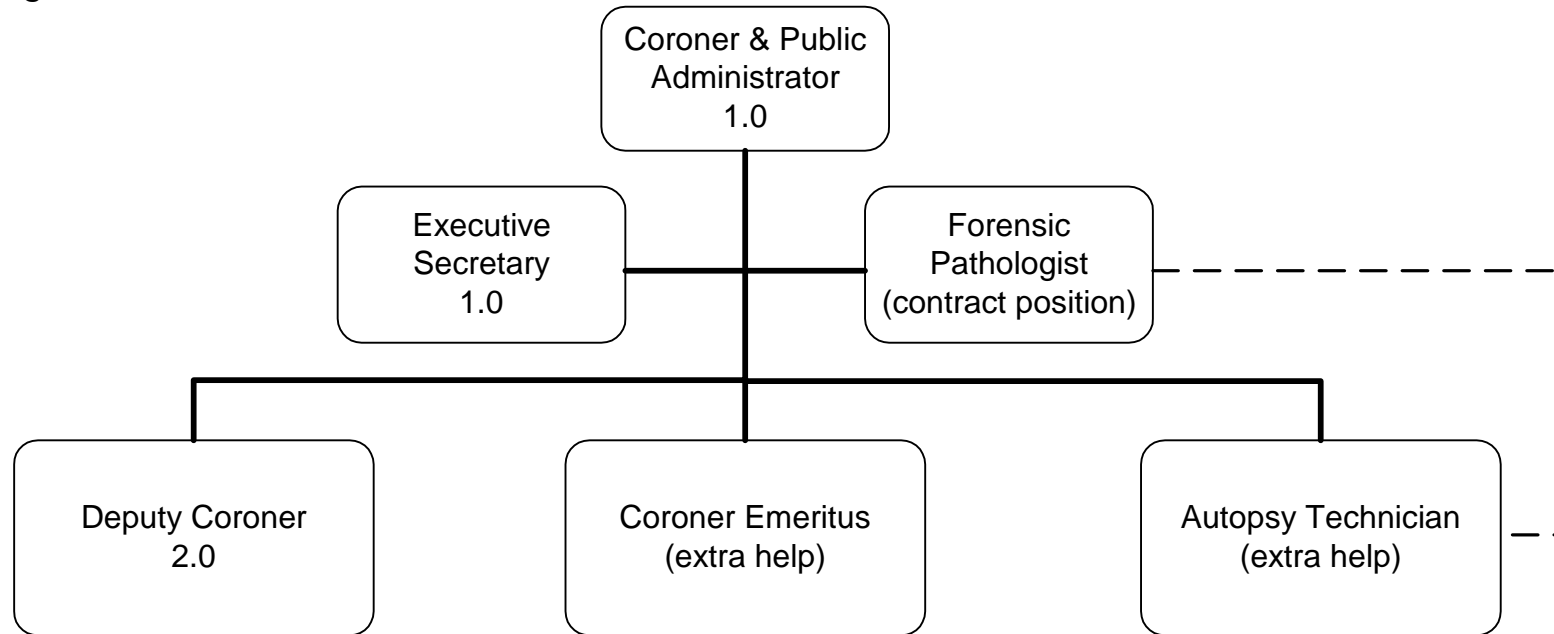 Coroner & Public
Administrator
1.0
Executive
Secretary
1.0
Forensic
Pathologist
(contract position)
Deputy Coroner
2.0
Coroner Emeritus
(extra help)
Autopsy Technician
(extra help)